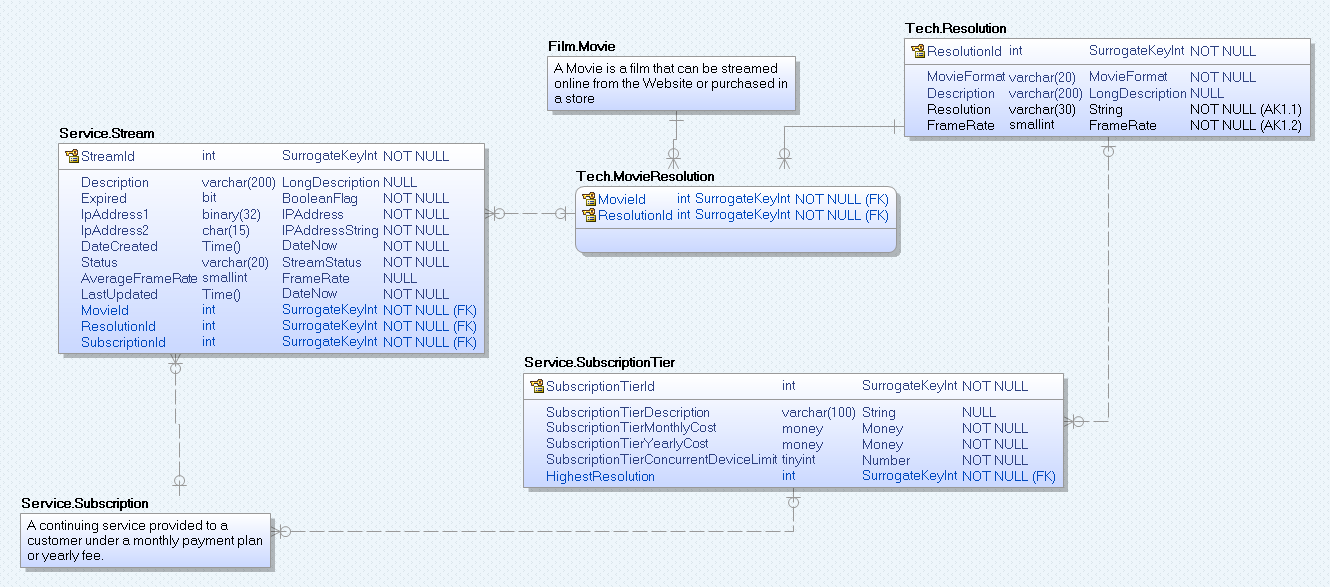 Film.Movie
A Movie is a film that can be streamed
online from the Website or purchased in
a store
Tech.Resolution
ResolutionId int SurrogateKeyInt NOT NULL
MovieFormat varchar(20) MovieFormat NOT NULL
Description varchar(200) LongDescription NULL
Resolution varchar(30) String NOT NULL (AK1.1)
FrameRate smallint FrameRate NOT NULL (AK1.2)
Service.Stream
StreamId int SurrogateKeyInt NOT NULL
Description varchar(200) LongDescription NULL
Expired bit BooleanFlag NOT NULL
IpAddress1 binary(32) IPAddress NOT NULL
IpAddress2 char(15) IPAddressString NOT NULL
DateCreated Time() DateNow NOT NULL
Status varchar(20) StreamStatus NOT NULL
AverageFrameRate smallint FrameRate NULL
LastUpdated Time() DateNow NOT NULL
MovieId int SurrogateKeyInt NOT NULL (FK)
ResolutionId int SurrogateKeyInt NOT NULL (FK)
SubscriptionId int SurrogateKeyInt NOT NULL (FK)
Tech.MovieResolution
MovieId int SurrogateKeyInt NOT NULL (FK)
ResolutionId int SurrogateKeyInt NOT NULL (FK)
Service.SubscriptionTier
SubscriptionTierId int SurrogateKeyInt NOT NULL
SubscriptionTierDescription varchar(100) String NULL
SubscriptionTierMonthlyCost money Money NOT NULL
SubscriptionTierYearlyCost money Money NOT NULL
SubscriptionTierConcurrentDeviceLimit tinyint Number NOT NULL
HighestResolution int SurrogateKeyInt NOT NULL (FK)
Service.Subscription
A continuing service provided to a
customer under a monthly payment plan
or yearly fee.